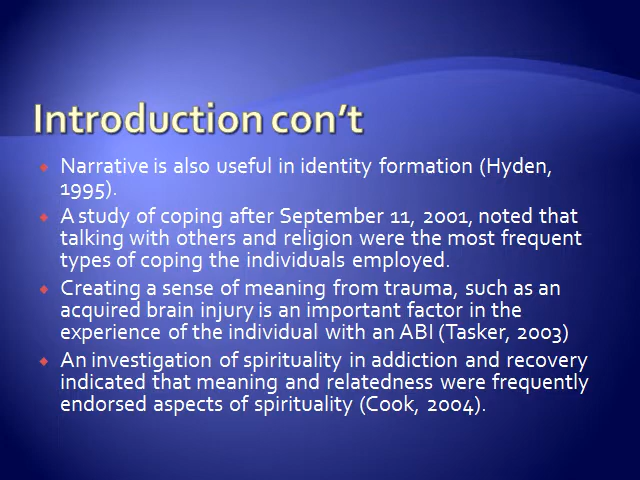 Introduction con't
Narrative is also useful in identity formation (Hyden,
1995).
A study of coping after September 11, 2001, noted that
talking with others and religion were the most frequent
types of coping the individuals employed.
Creating a sense of meaning from trauma, such as an
acquired brain injury is an important factor in the
experience of the individual with an ABI (Tasker, 2003)
An investigation of spirituality in addiction and recovery
indicated that meaning and relatedness were frequently
endorsed aspects of spirituality (Cook, 2004).